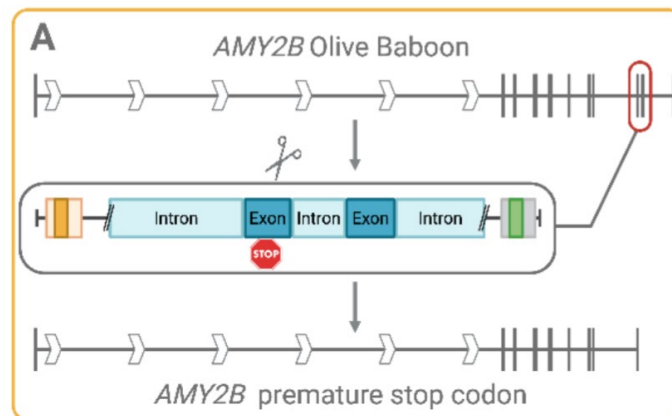 A
AMY2B Olive Baboon
Intron Exon Intron Exon Intron
STOP
AMY2B premature stop codon